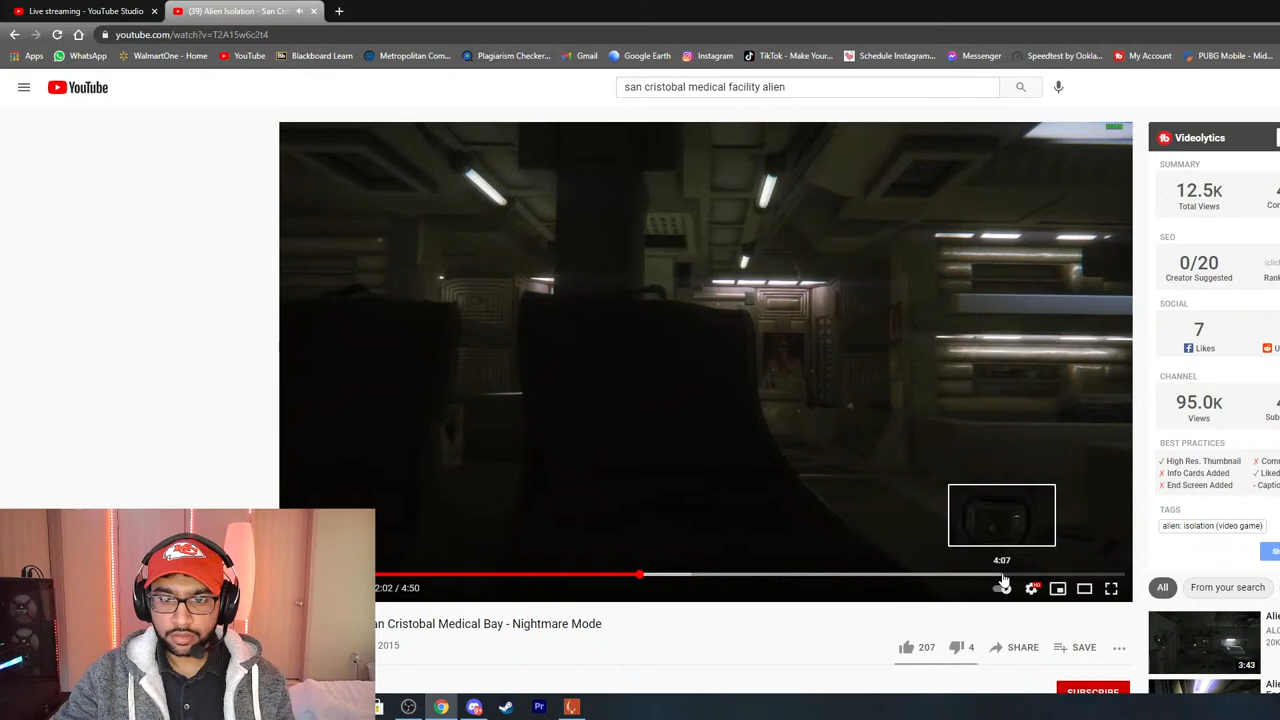 Live streaming - YouTube Studio
(39) Alien Isolation - San Cris
youtube.com/watch?v=T2A15w6c2t4
Apps
WhatsApp
WalmartOne - Home
YouTube
Blackboard Learn
Metropolitan Com...
Plagiarism Checker...
Gmail
Google Earth
Instagram
TikTok - Make Your...
Schedule Instagram...
Messenger
Speedtest by Ookla...
My Account
PUBG Mobile - Mid...
YouTube
san cristobal medical facility alien
Videolytics
SUMMARY
12.5K
Total Views
SEO
0/20
Creator Suggested
SOCIAL
7
Likes
CHANNEL
95.0K
Views
BEST PRACTICES
✓ High Res. Thumbnail
✗ Info Cards Added
✗ End Screen Added
TAGS
alien: isolation (video game)
4:07
HD
2:02 / 4:50
All
From your search
an Cristobal Medical Bay - Nightmare Mode
2015
207
4
SHARE
SAVE
3:43
SUBSCRIBE
Pr